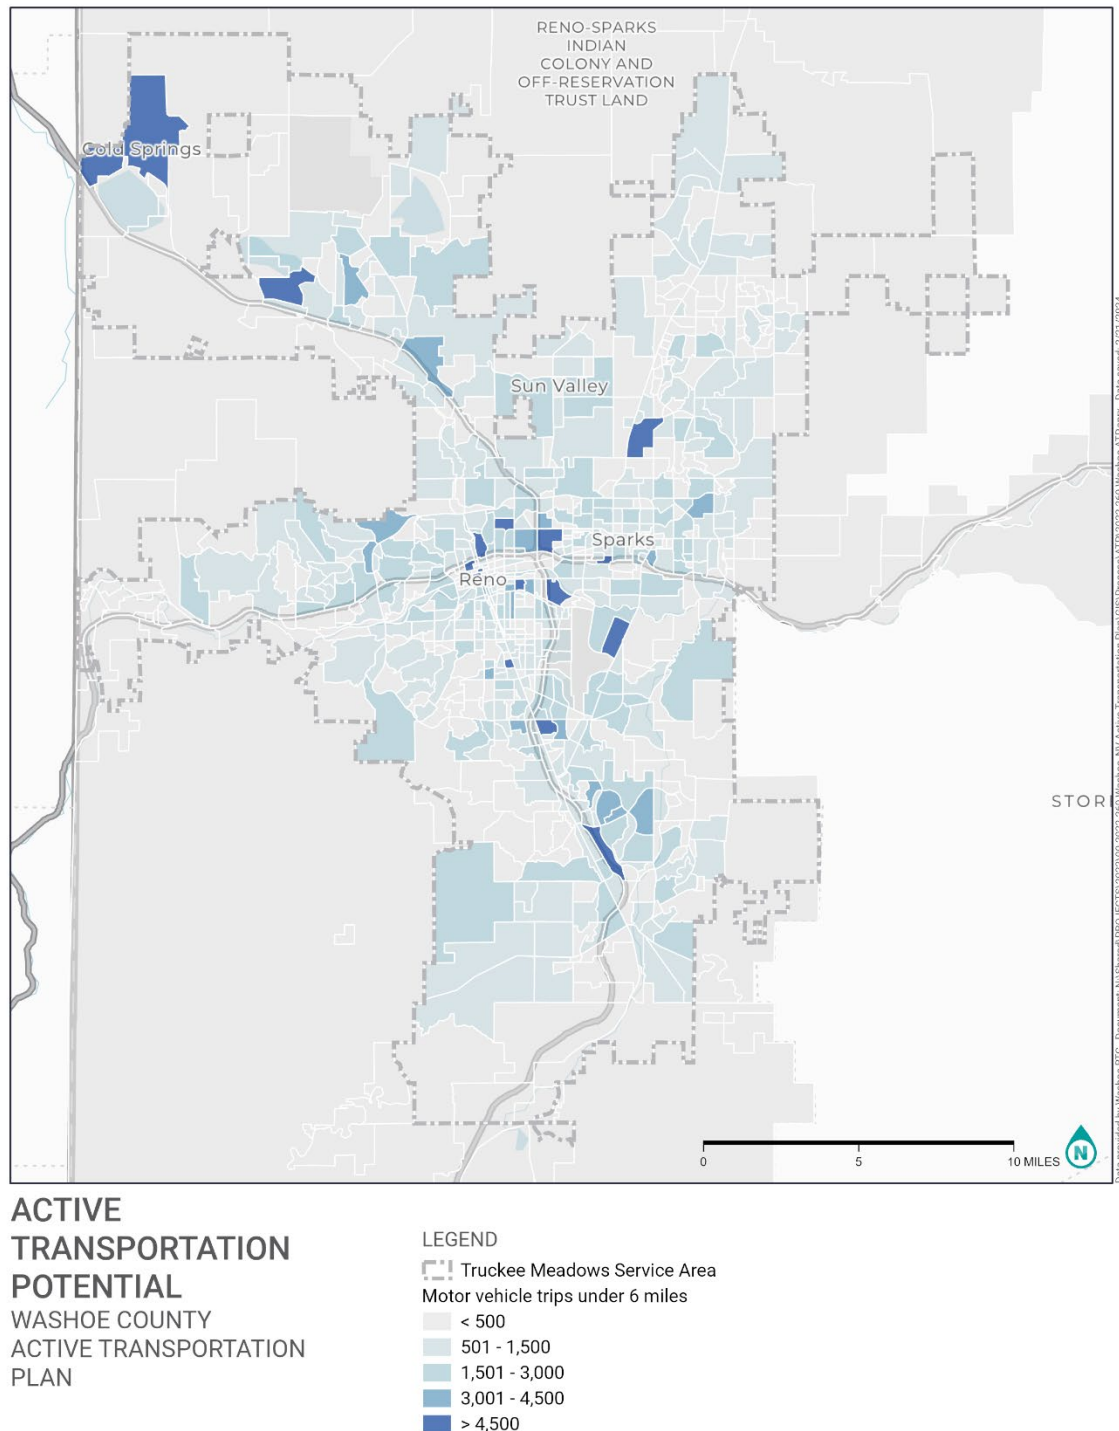 RENO-SPARKS
INDIAN
COLONY AND
OFF-RESERVATION
TRUST LAND
Cold Springs
Sun Valley
Sparks
Reno
STOR
0
5
10 MILES
N
ACTIVE
TRANSPORTATION
POTENTIAL
WASHOE COUNTY
ACTIVE TRANSPORTATION
PLAN
LEGEND
Truckee Meadows Service Area
Motor vehicle trips under 6 miles
< 500
501 - 1,500
1,501 - 3,000
3,001 - 4,500
> 4,500